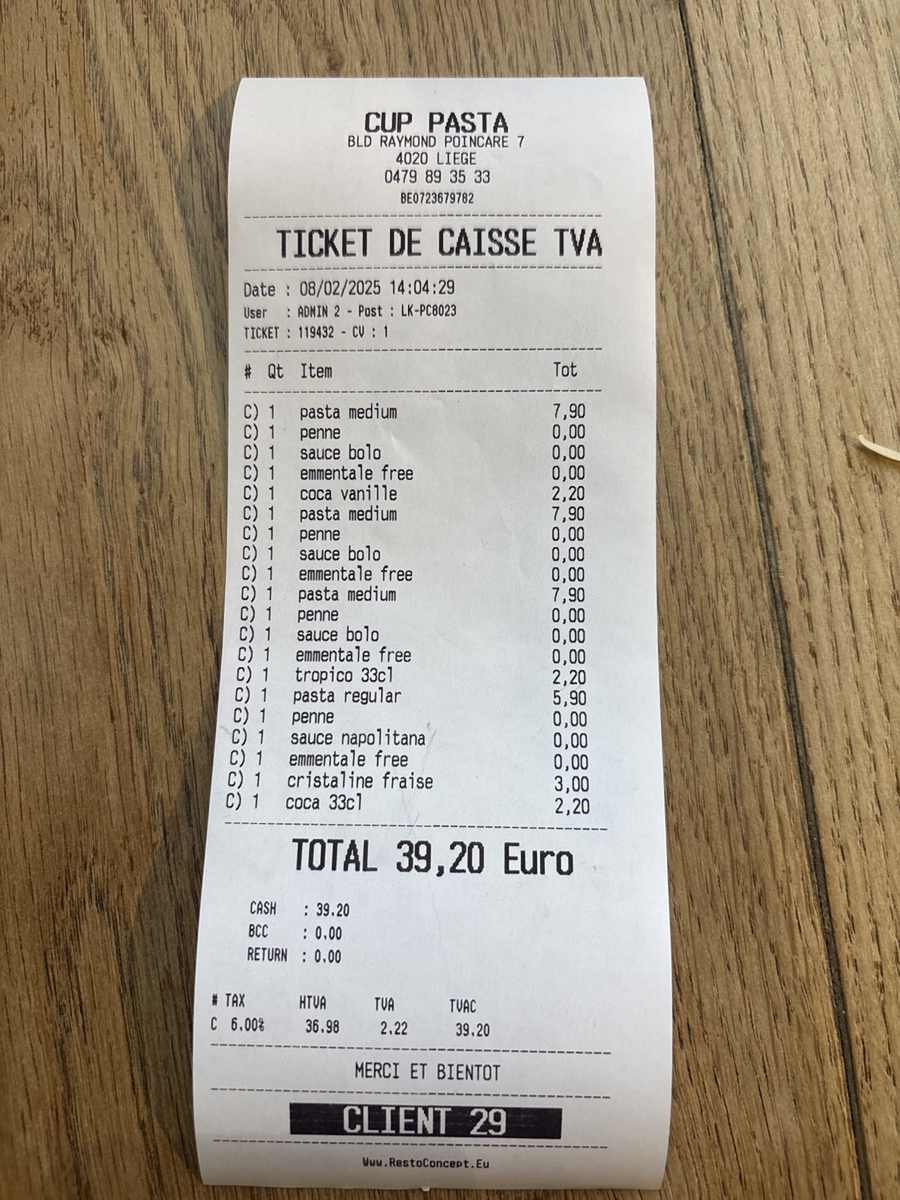 CUP PASTA
BLD RAYMOND POINCARE 7
4020 LIEGE
0479 89 35 33
BE0723679782
TICKET DE CAISSE TVA
Date : 08/02/2025 14:04:29
User : ADMIN 2 - Post : LK-PC8023
TICKET : 119432 - CV : 1
# Qt Item Tot
C) 1 pasta medium 7,90
C) 1 penne 0,00
C) 1 sauce bolo 0,00
C) 1 emmentale free 0,00
C) 1 coca vanille 2,20
C) 1 pasta medium 7,90
C) 1 penne 0,00
C) 1 sauce bolo 0,00
C) 1 emmentale free 0,00
C) 1 pasta medium 7,90
C) 1 penne 0,00
C) 1 sauce bolo 0,00
C) 1 emmentale free 0,00
C) 1 tropico 33cl 2,20
C) 1 pasta regular 5,90
C) 1 penne 0,00
C) 1 sauce napolitana 0,00
C) 1 emmentale free 0,00
C) 1 cristaline fraise 3,00
C) 1 coca 33cl 2,20
TOTAL 39,20 Euro
CASH : 39.20
BCC : 0.00
RETURN : 0.00
# TAX HTVA TVA TVAC
C 6.00% 36.98 2.22 39.20
MERCI ET BIENTOT
CLIENT 29
Www.RestoConcept.Eu